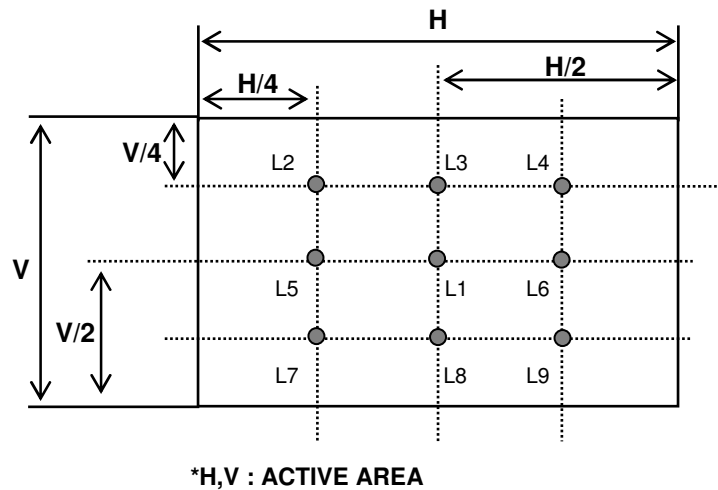 H
H/2
H/4
V/4
L2 L3 L4
V
L5 L1 L6
V/2
L7 L8 L9
*H,V : ACTIVE AREA